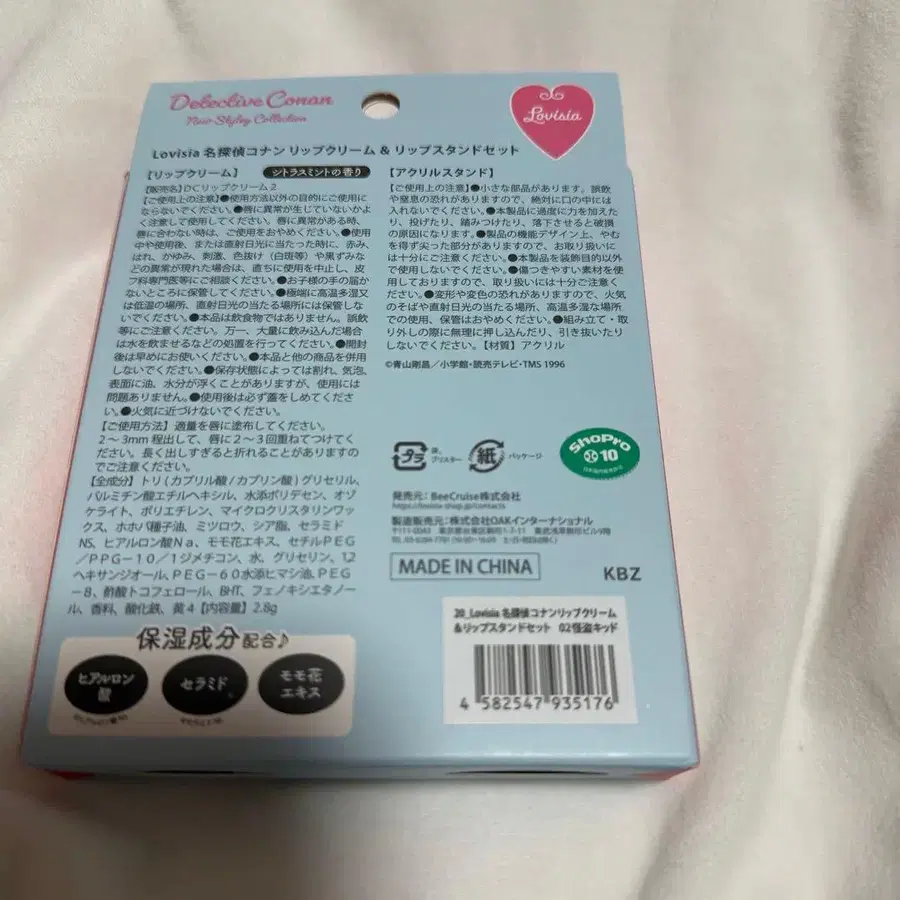 Detective Conan
New Styley Collection
Lovisia
Lovisia 名探偵コナン リップクリーム & リップスタンドセット
【リップクリーム】 シトラスミントの香り
【販売名】DCリップクリーム2
【ご使用上の注意】●使用方法以外の目的にご使用に
ならないでください。●唇に異常が生じていないかよ
く注意して使用してください。唇に異常がある時、
唇に合わない時は、ご使用をおやめください。●使用
中や使用後、または直射日光に当たった時に、赤み、
はれ、かゆみ、刺激、色抜け（白斑等）や黒ずみな
どの異常が現れた場合は、直ちに使用を中止し、皮
フ科専門医等にご相談ください。●お子様の手の届か
ないところに保管してください。●極端に高温多湿又
は低温の場所、直射日光の当たる場所には保管しな
いでください。●本品は飲食物ではありません。誤飲
等にご注意ください。万一、大量に飲み込んだ場合
は水を飲ませるなどの処置を行ってください。●開封
後は早めにお使いください。●本品と他の商品を併用
しないでください。●保存状態によっては割れ、気泡、
表面に油、水分が浮くことがありますが、使用には
問題ありません。●使用後は必ず蓋をしめてくださ
い。●火気に近づけないでください。
【ご使用方法】適量を唇に塗布してください。
2～3mm程出して、唇に2～3回重ねてつけてく
ださい。長く出しすぎると折れることがありますの
でご注意ください。
【全成分】トリ(カプリル酸/カプリン酸)グリセリル、
パルミチン酸エチルヘキシル、水添ポリデセン、オゾ
ケライト、ポリエチレン、マイクロクリスタリンワッ
クス、ホホバ種子油、ミツロウ、シア脂、セラミド
NS、ヒアルロン酸Na、モモ花エキス、セチルPEG/
PPG-10/1ジメチコン、水、グリセリン、1,2
ヘキサンジオール、PEG-60水添ヒマシ油、PEG
-8、酢酸トコフェロール、BHT、フェノキシエタノー
ル、香料、酸化鉄、黄4【内容量】2.8g
保湿成分配合♪
ヒアルロン
酸
セラミド
モモ花
エキス
【アクリルスタンド】
【ご使用上の注意】●小さな部品があります。誤飲
や窒息の恐れがありますので、絶対に口の中には
入れないでください。●本製品に過度に力を加えた
り、投げたり、踏みつけたり、落下させると破損
の原因になります。●製品の機能デザイン上、やむ
を得ず尖った部分がありますので、お取り扱いに
は十分にご注意ください。●本製品を装飾目的以外
で使用しないでください。●傷つきやすい素材を使
用しておりますので、取り扱いには十分ご注意くだ
さい。●変形や変色の恐れがありますので、火気
のそばや直射日光の当たる場所、高温多湿な場所
での使用、保管はおやめください。●組み立て・取
り外しの際に無理に押し込んだり、引き抜いたり
しないでください。【材質】アクリル
©青山剛昌／小学館・読売テレビ・TMS 1996
プラ
袋、
ブリスター
紙
パッケージ
ShoPro
10
発売元：BeeCruise株式会社
https://lovisia-shop.jp/contacts
製造販売元：株式会社OAKインターナショナル
MADE IN CHINA
KBZ
20_Lovisia 名探偵コナンリップクリーム
&リップスタンドセット 02怪盗キッド
4 582547 935176